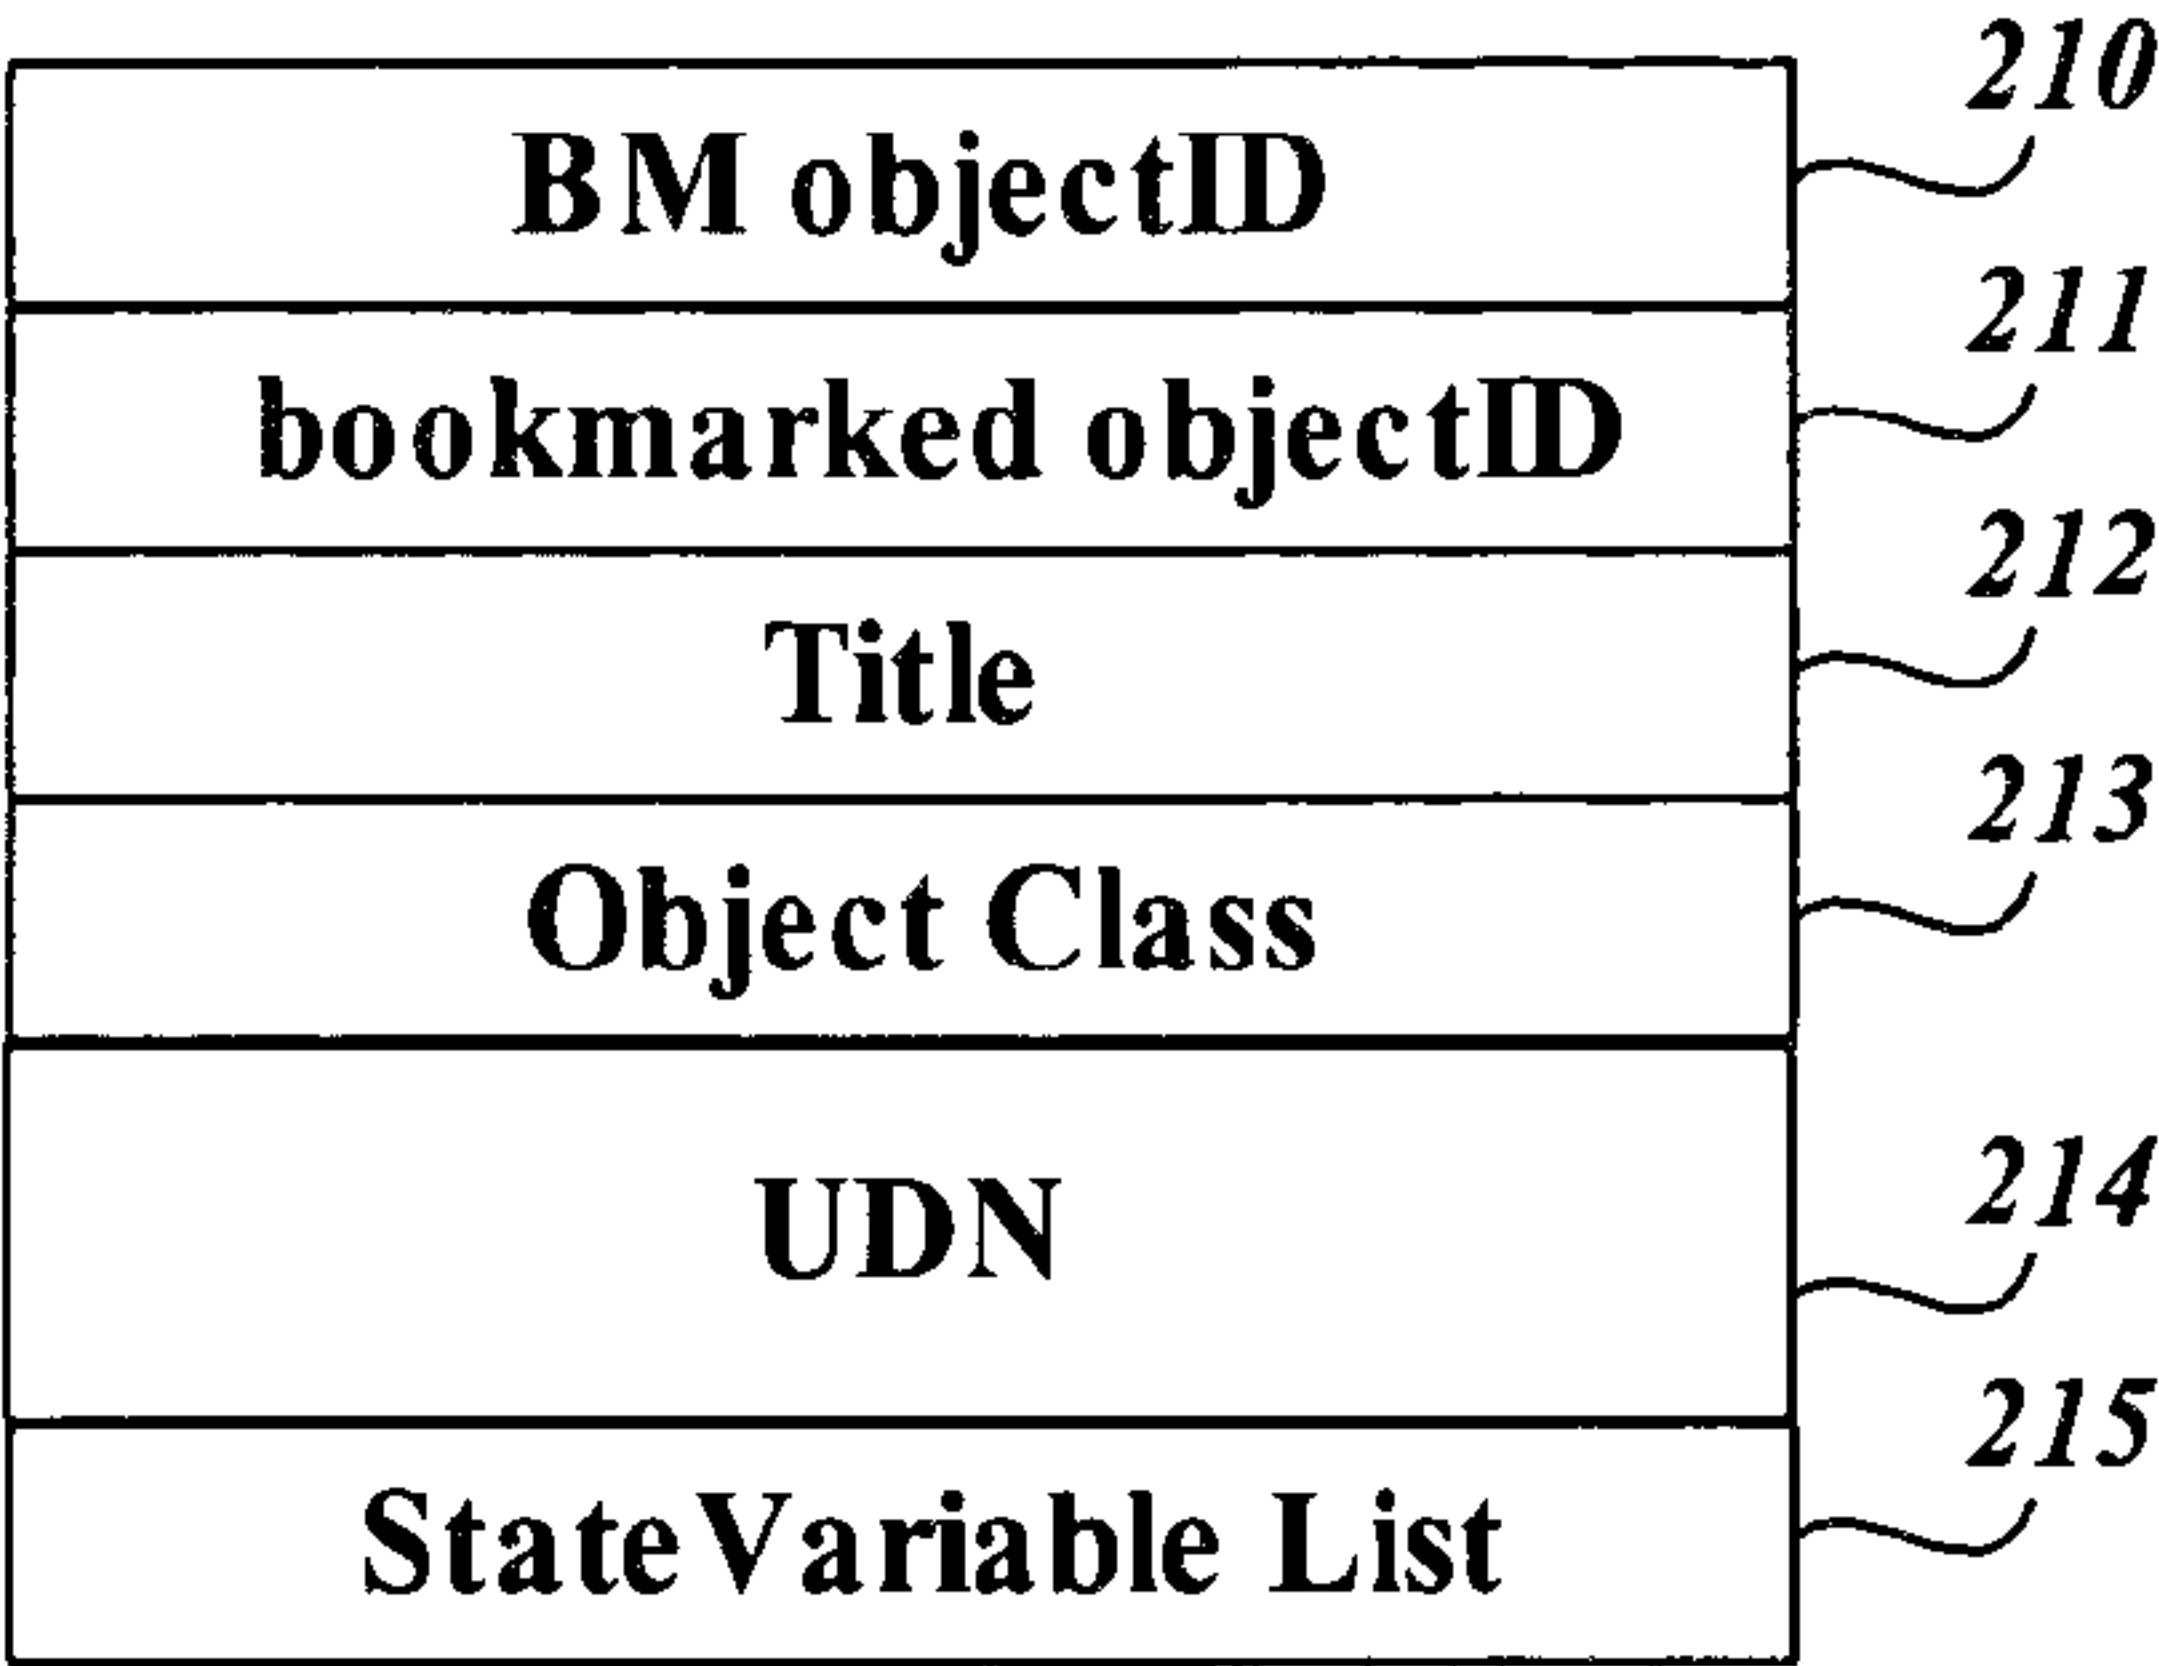 210
BM objectID
211
bookmarked objectID
212
Title
213
Object Class
214
UDN
215
StateVariable List